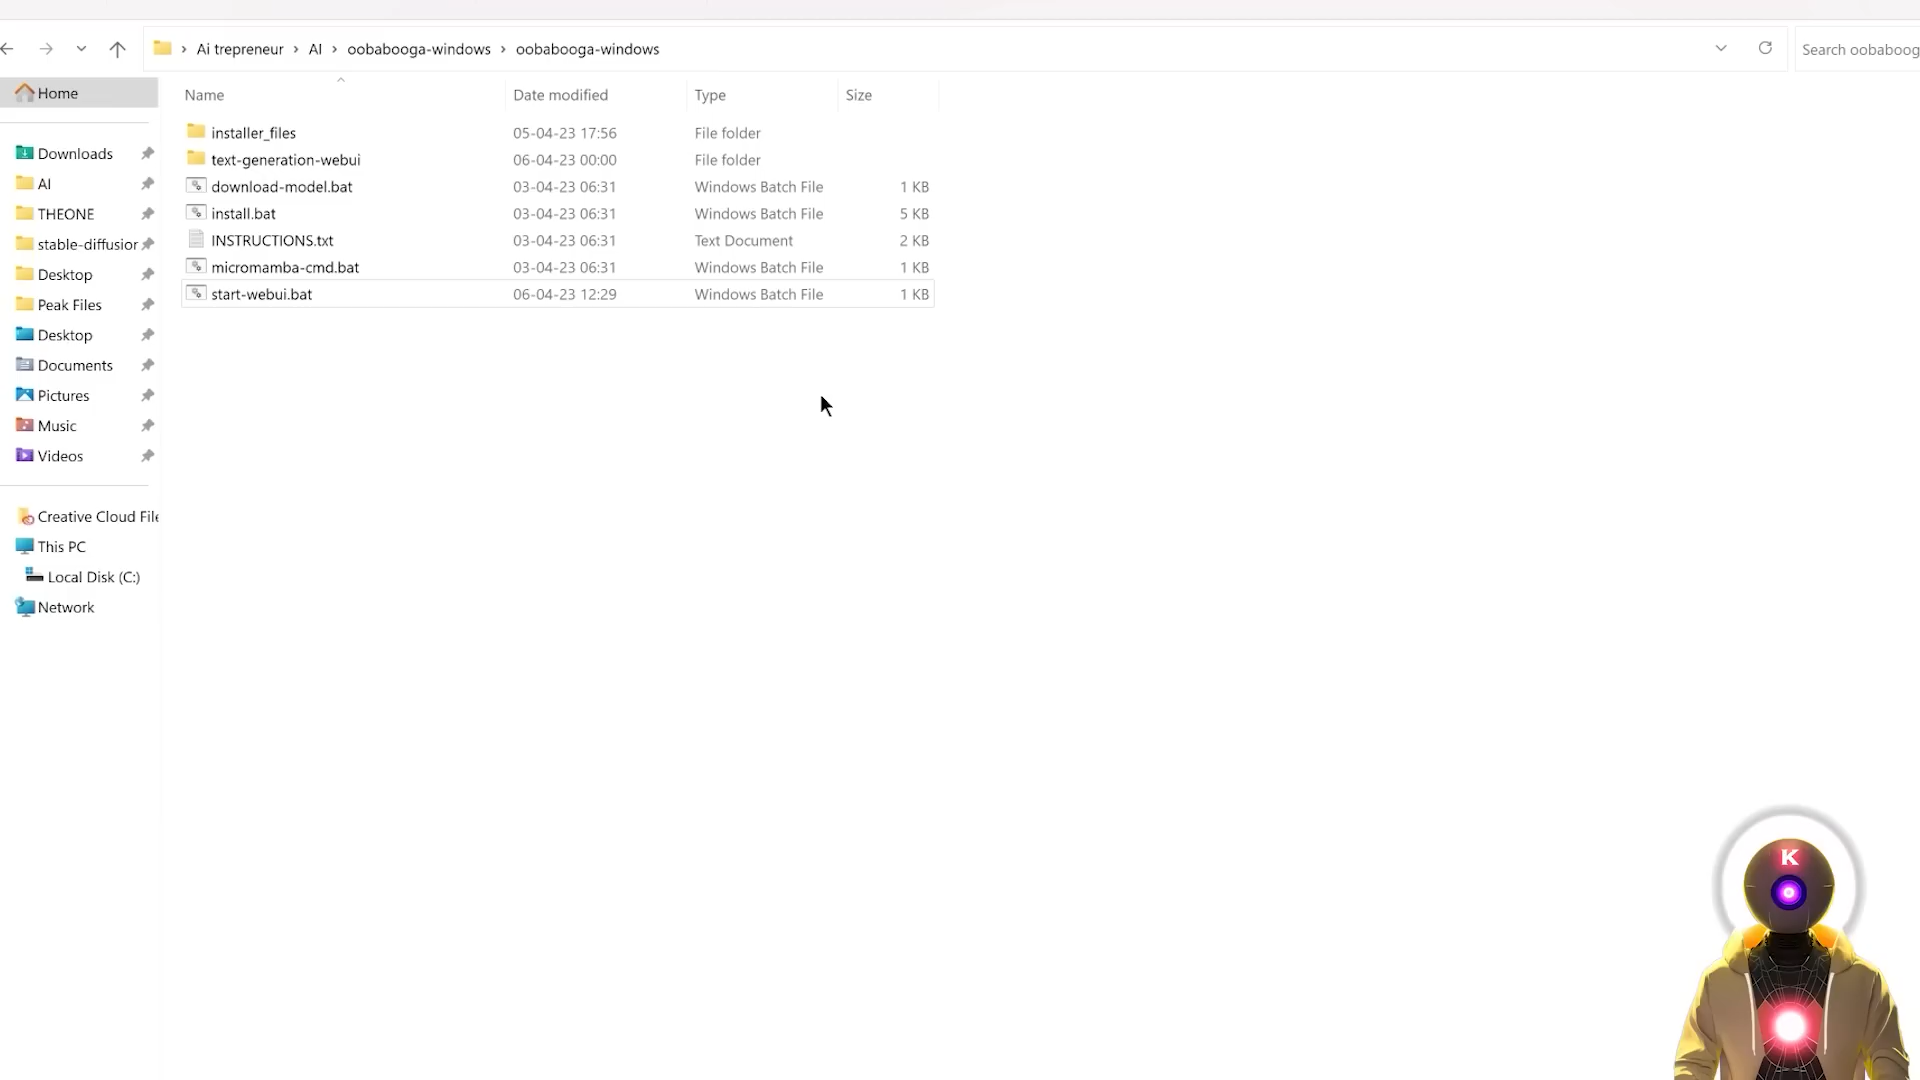 Ai trepreneur > AI > oobabooga-windows > oobabooga-windows
Search oobaboog
Name Date modified Type Size
installer_files 05-04-23 17:56 File folder
text-generation-webui 06-04-23 00:00 File folder
download-model.bat 03-04-23 06:31 Windows Batch File 1 KB
install.bat 03-04-23 06:31 Windows Batch File 5 KB
INSTRUCTIONS.txt 03-04-23 06:31 Text Document 2 KB
micromamba-cmd.bat 03-04-23 06:31 Windows Batch File 1 KB
start-webui.bat 06-04-23 12:29 Windows Batch File 1 KB
Home
Downloads
AI
THEONE
stable-diffusior
Desktop
Peak Files
Desktop
Documents
Pictures
Music
Videos
Creative Cloud File
This PC
Local Disk (C:)
Network
K